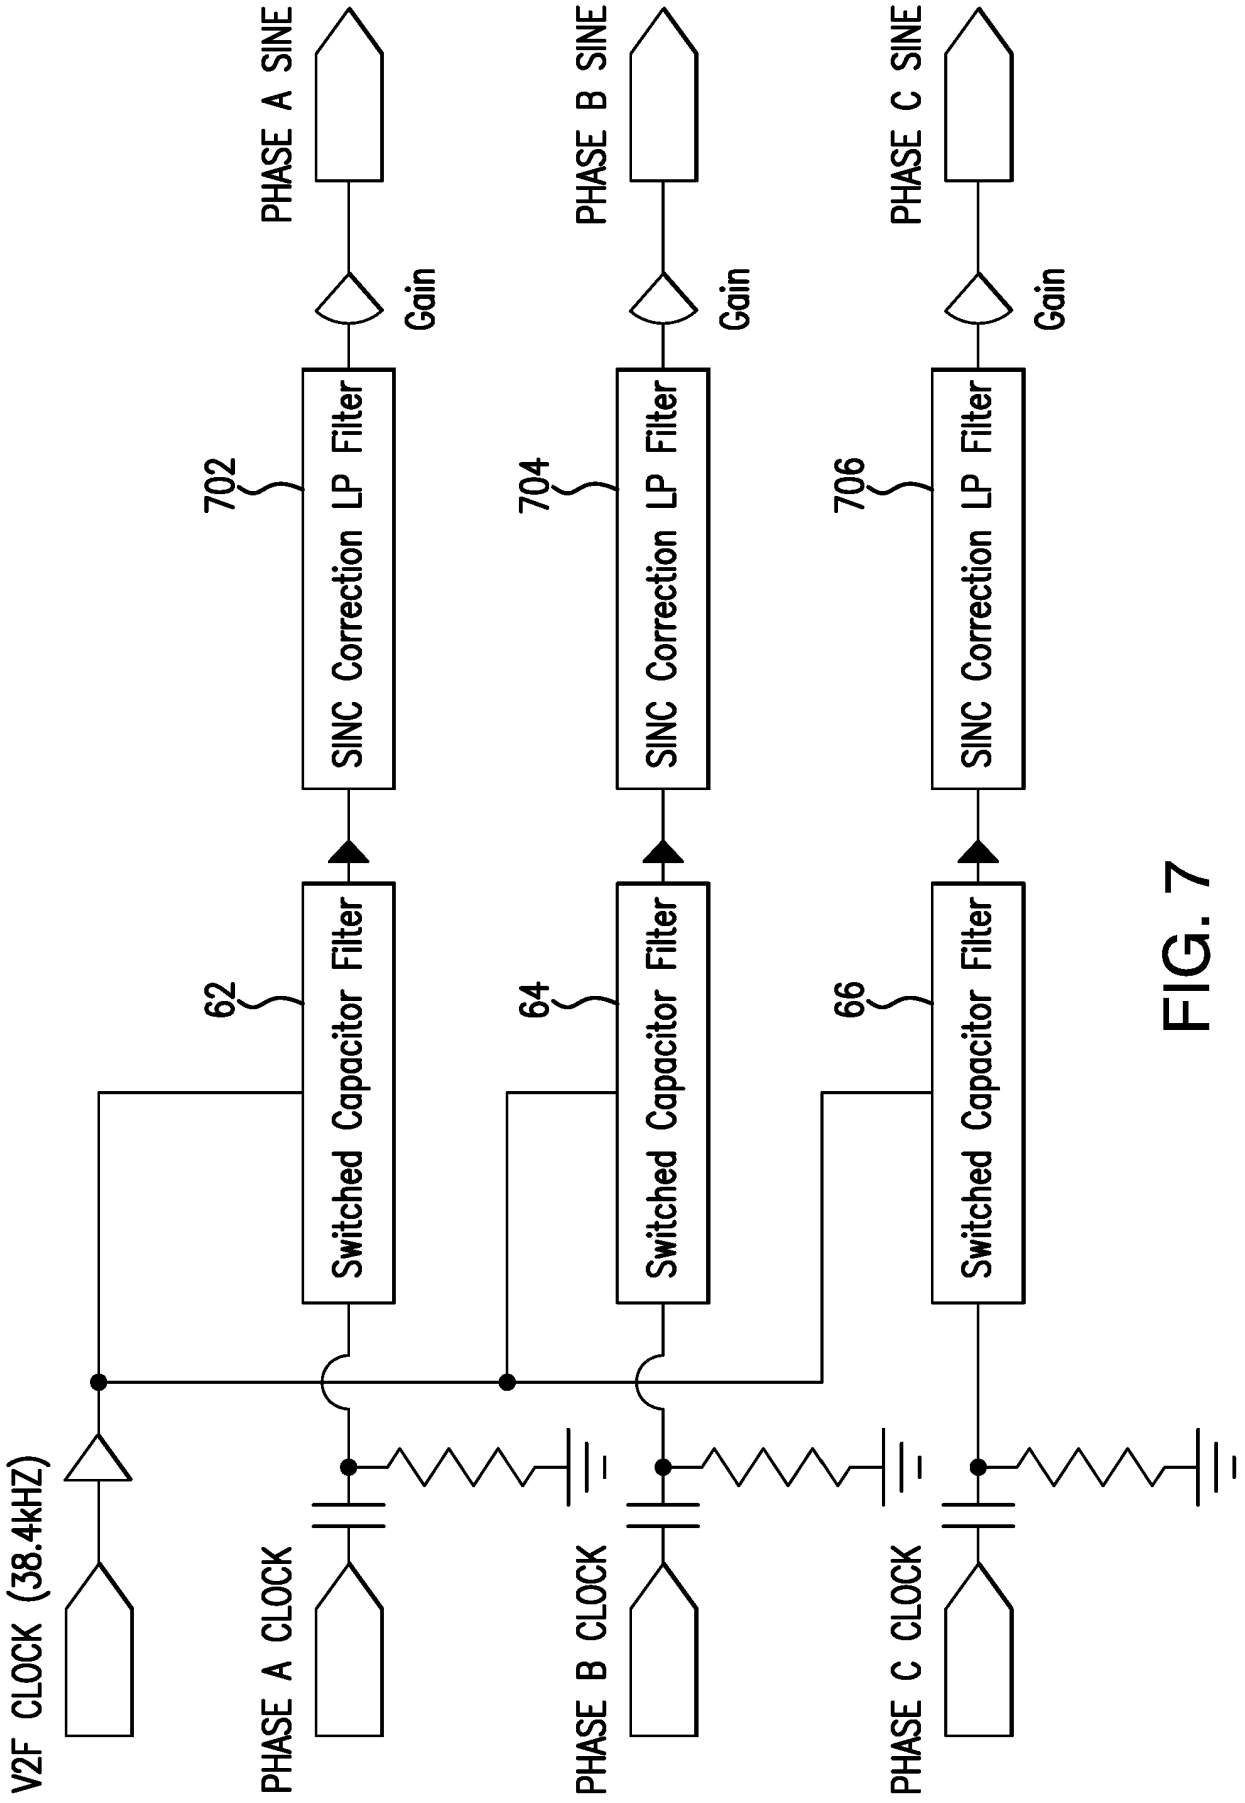 V2F CLOCK (38.4kHZ)
PHASE A CLOCK
62
Switched Capacitor Filter
702
SINC Correction LP Filter
Gain
PHASE A SINE
PHASE B CLOCK
64
Switched Capacitor Filter
704
SINC Correction LP Filter
Gain
PHASE B SINE
PHASE C CLOCK
66
Switched Capacitor Filter
706
SINC Correction LP Filter
Gain
PHASE C SINE
FIG. 7